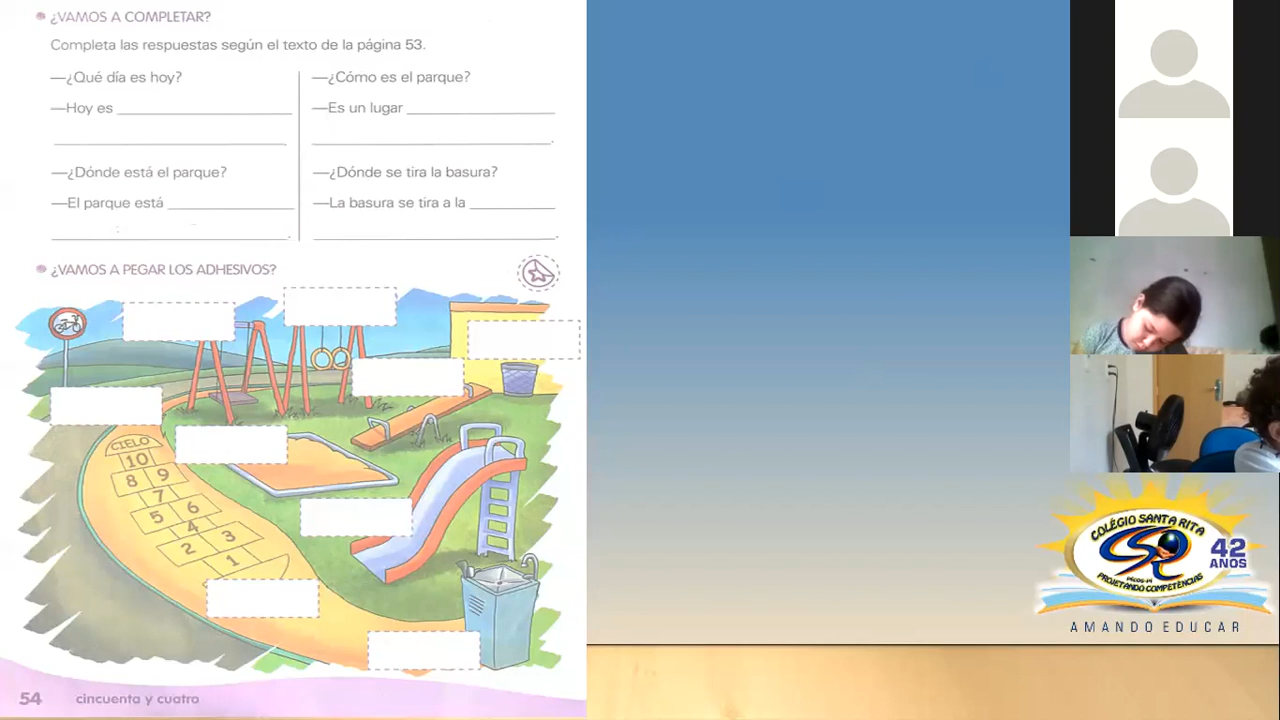 ¿VAMOS A COMPLETAR?
Completa las respuestas según el texto de la página 53.
—¿Qué día es hoy?
—Hoy es
—¿Dónde está el parque?
—El parque está
—¿Cómo es el parque?
—Es un lugar
—¿Dónde se tira la basura?
—La basura se tira a la
¿VAMOS A PEGAR LOS ADHESIVOS?
CIELO
10
8 9
7
5 6
4
2 3
1
54 cincuenta y cuatro
COLÉGIO SANTA RITA
42
ANOS
PICOS-PI
PROJETANDO COMPETÊNCIAS
AMANDO EDUCAR